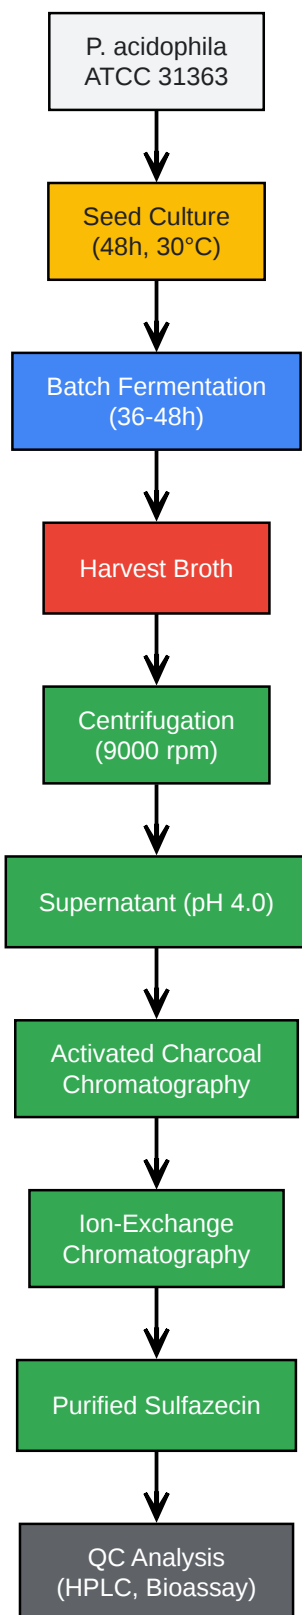 P. acidophila
ATCC 31363
Seed Culture
(48h, 30°C)
Batch Fermentation
(36-48h)
Harvest Broth
Centrifugation
(9000 rpm)
Supernatant (pH 4.0)
Activated Charcoal
Chromatography
Ion-Exchange
Chromatography
Purified Sulfazecin
QC Analysis
(HPLC, Bioassay)